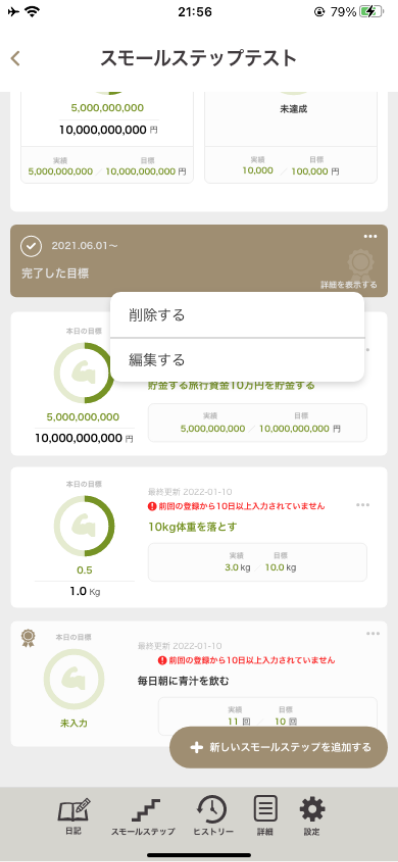 21:56
79%
スモールステップテスト
5,000,000,000
10,000,000,000 円
実績 目標
5,000,000,000 / 10,000,000,000 円
未達成
実績 目標
10,000 / 100,000 円
2021.06.01～
完了した目標
詳細を表示する
削除する
編集する
本日の目標
5,000,000,000
10,000,000,000 円
貯金する旅行資金10万円を貯金する
実績 目標
5,000,000,000 / 10,000,000,000 円
本日の目標
0.5
1.0 Kg
最終更新 2022-01-10
前回の登録から10日以上入力されていません
10kg体重を落とす
実績 目標
3.0 kg / 10.0 kg
本日の目標
未入力
最終更新 2022-01-10
前回の登録から10日以上入力されていません
毎日朝に青汁を飲む
実績 目標
11 回 / 10 回
新しいスモールステップを追加する
日記 スモールステップ ヒストリー 詳細 設定